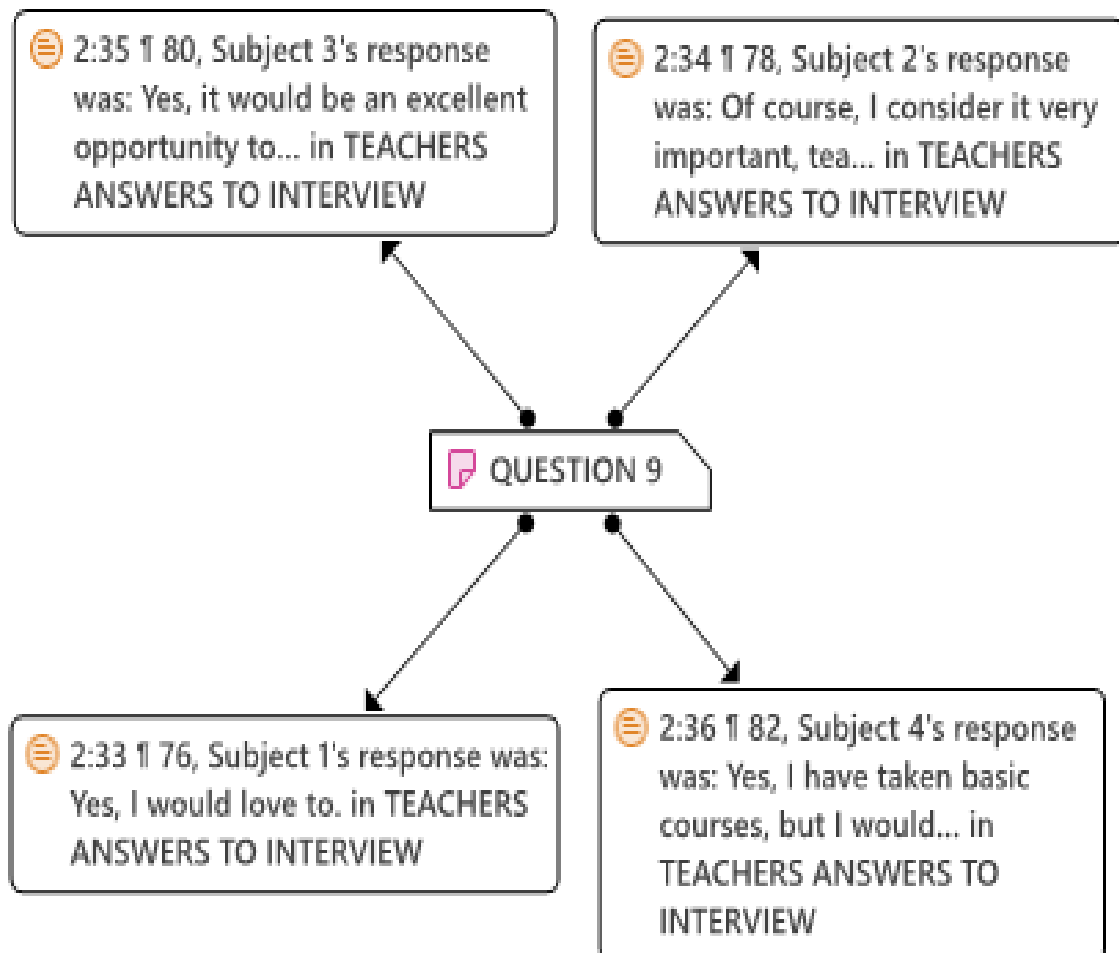 2:35 ¶ 80, Subject 3's response
was: Yes, it would be an excellent
opportunity to... in TEACHERS
ANSWERS TO INTERVIEW
2:34 ¶ 78, Subject 2's response
was: Of course, I consider it very
important, tea... in TEACHERS
ANSWERS TO INTERVIEW
QUESTION 9
2:33 ¶ 76, Subject 1's response was:
Yes, I would love to. in TEACHERS
ANSWERS TO INTERVIEW
2:36 ¶ 82, Subject 4's response
was: Yes, I have taken basic
courses, but I would... in
TEACHERS ANSWERS TO
INTERVIEW